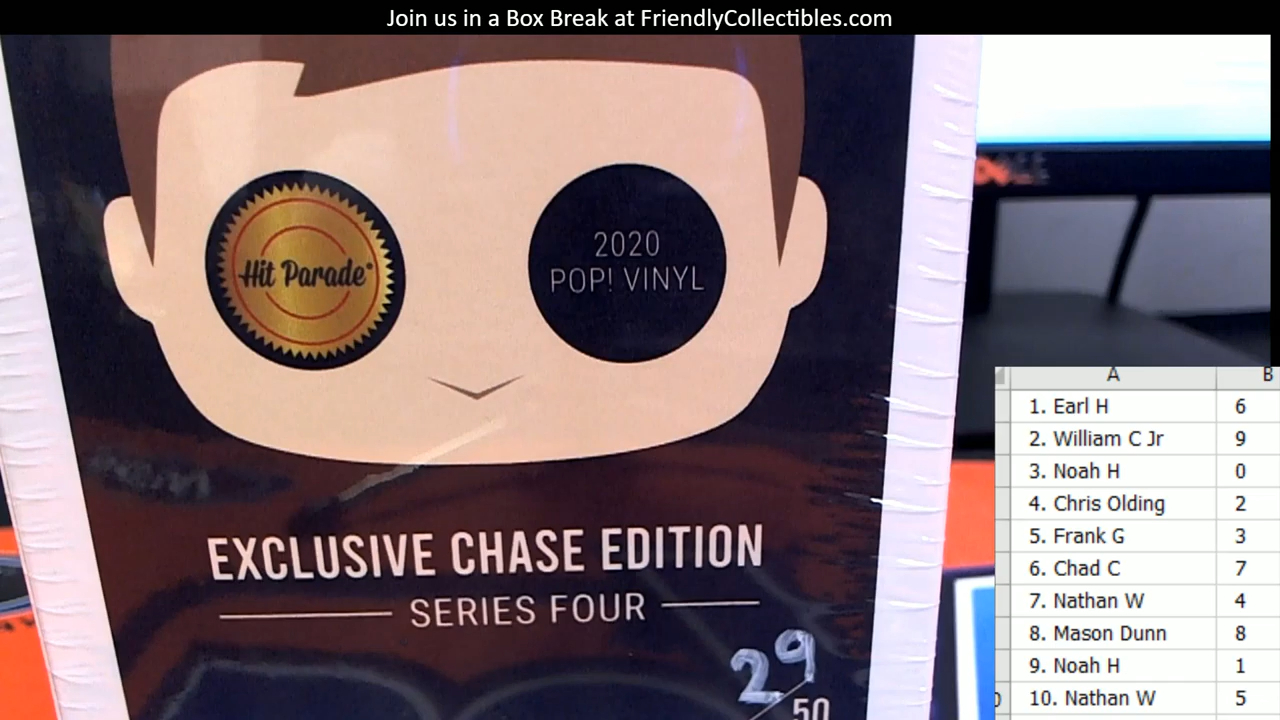 Join us in a Box Break at FriendlyCollectibles.com
Hit Parade
2020
POP! VINYL
EXCLUSIVE CHASE EDITION
SERIES FOUR
29
50
A B
1. Earl H 6
2. William C Jr 9
3. Noah H 0
4. Chris Olding 2
5. Frank G 3
6. Chad C 7
7. Nathan W 4
8. Mason Dunn 8
9. Noah H 1
10. Nathan W 5